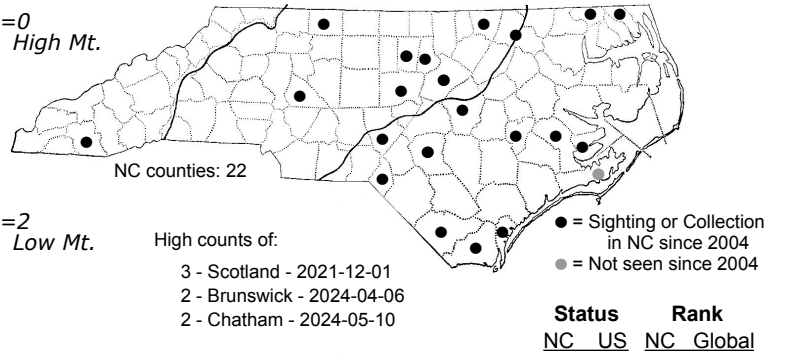 =0
High Mt.
NC counties: 22
=2
Low Mt.
High counts of:
3 - Scotland - 2021-12-01
2 - Brunswick - 2024-04-06
2 - Chatham - 2024-05-10
= Sighting or Collection
in NC since 2004
= Not seen since 2004
Status Rank
NC US NC Global